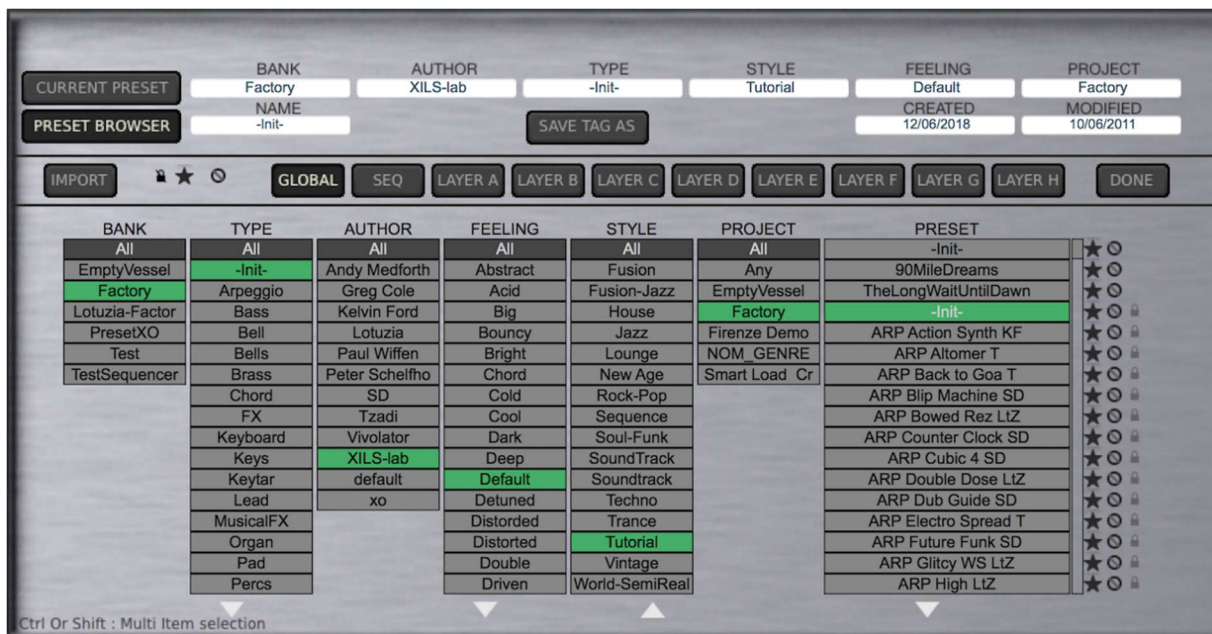 BANK AUTHOR TYPE STYLE FEELING PROJECT
CURRENT PRESET Factory XILS-lab -Init- Tutorial Default Factory
NAME CREATED MODIFIED
PRESET BROWSER -Init- SAVE TAG AS 12/06/2018 10/06/2011
IMPORT GLOBAL SEQ LAYER A LAYER B LAYER C LAYER D LAYER E LAYER F LAYER G LAYER H DONE
BANK TYPE AUTHOR FEELING STYLE PROJECT PRESET
All All All All All All -Init-
EmptyVessel -Init- Andy Medforth Abstract Fusion Any 90MileDreams
Factory Arpeggio Greg Cole Acid Fusion-Jazz EmptyVessel TheLongWaitUntilDawn
Lotuzia-Factor Bass Kelvin Ford Big House Factory -Init-
PresetXO Bell Lotuzia Bouncy Jazz Firenze Demo ARP Action Synth KF
Test Bells Paul Wiffen Bright Lounge NOM_GENRE ARP Altomer T
TestSequencer Brass Peter Schelfho Chord New Age Smart Load Cr ARP Back to Goa T
Chord SD Cold Rock-Pop ARP Blip Machine SD
FX Tzadi Cool Sequence ARP Bowed Rez LtZ
Keyboard Vivolator Dark Soul-Funk ARP Counter Clock SD
Keys XILS-lab Deep SoundTrack ARP Cubic 4 SD
Keytar default Default Soundtrack ARP Double Dose LtZ
Lead xo Detuned Techno ARP Dub Guide SD
MusicalFX Distorded Trance ARP Electro Spread T
Organ Distorted Tutorial ARP Future Funk SD
Pad Double Vintage ARP Glitcy WS LtZ
Percs Driven World-SemiReal ARP High LtZ
Ctrl Or Shift : Multi Item selection